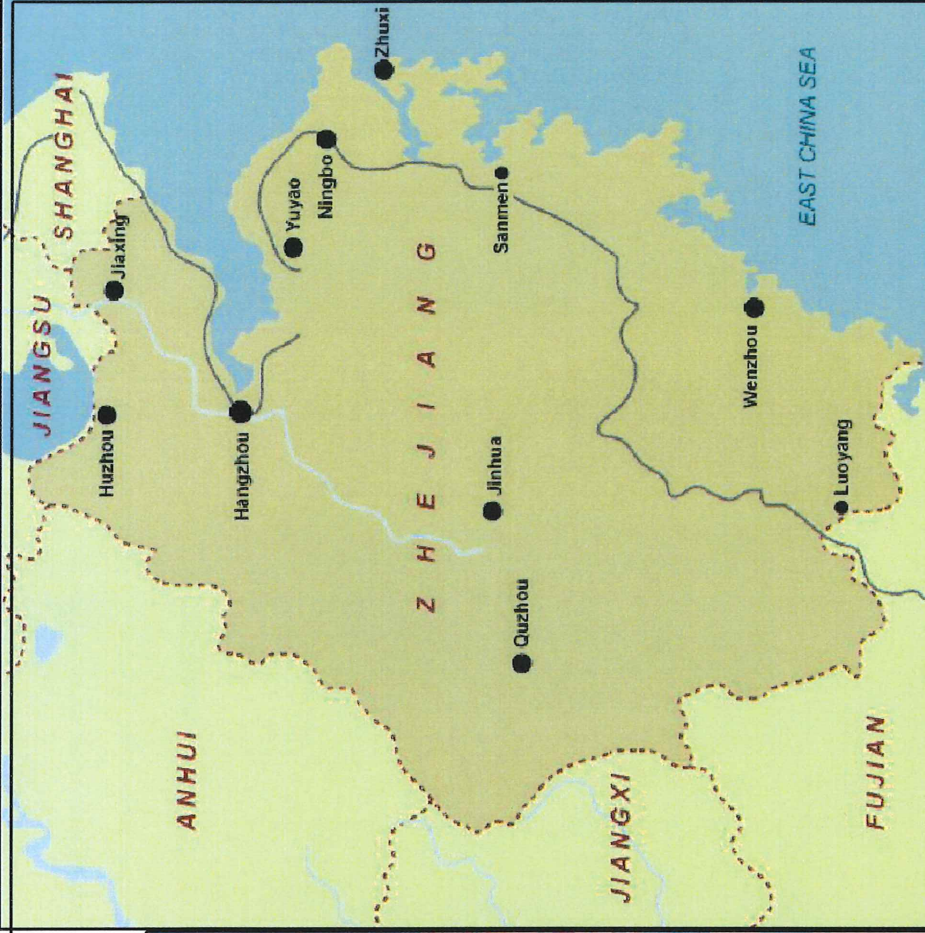 JIANGSU
SHANGHAI
Jiaxing
Huzhou
Hangzhou
Yuyao
Ningbo
Zhuxi
ANHUI
ZHEJIANG
Sanmen
Jinhua
Quzhou
EAST CHINA SEA
Wenzhou
Luoyang
JIANGXI
FUJIAN